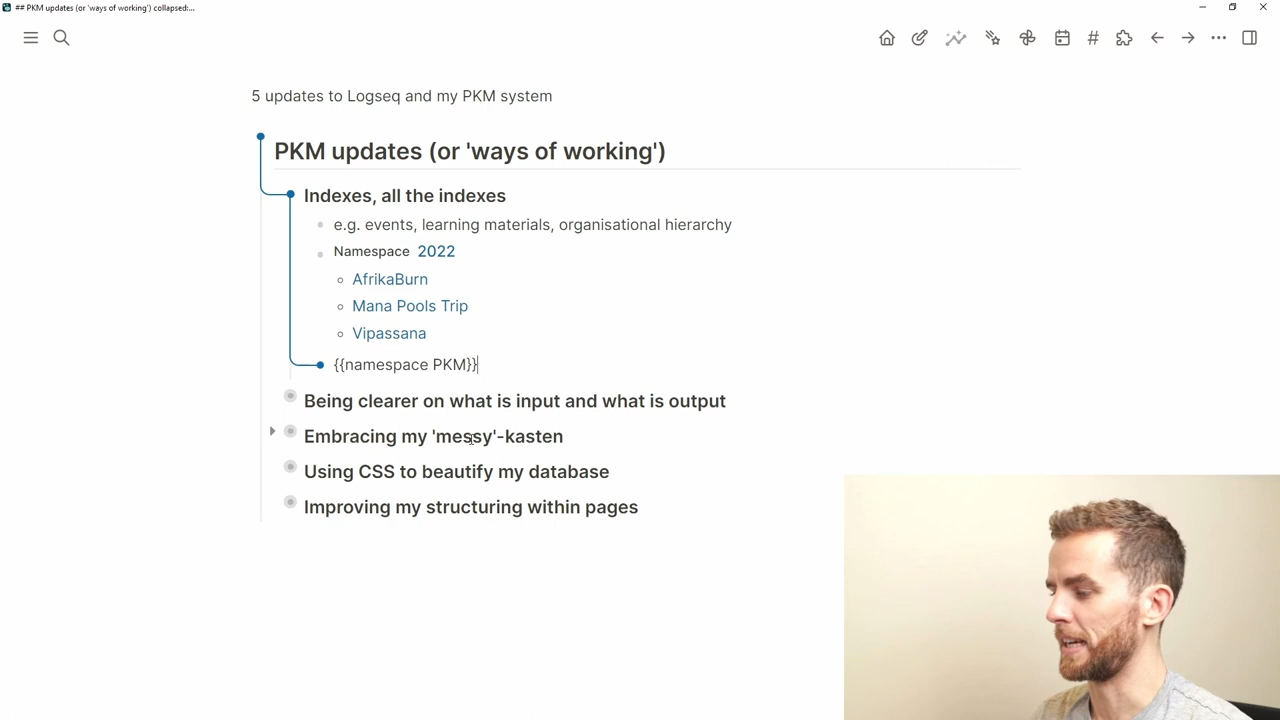 ## PKM updates (or 'ways of working') collapsed:...
5 updates to Logseq and my PKM system
PKM updates (or 'ways of working')
Indexes, all the indexes
e.g. events, learning materials, organisational hierarchy
Namespace 2022
AfrikaBurn
Mana Pools Trip
Vipassana
{{namespace PKM}}
Being clearer on what is input and what is output
Embracing my 'messy'-kasten
Using CSS to beautify my database
Improving my structuring within pages